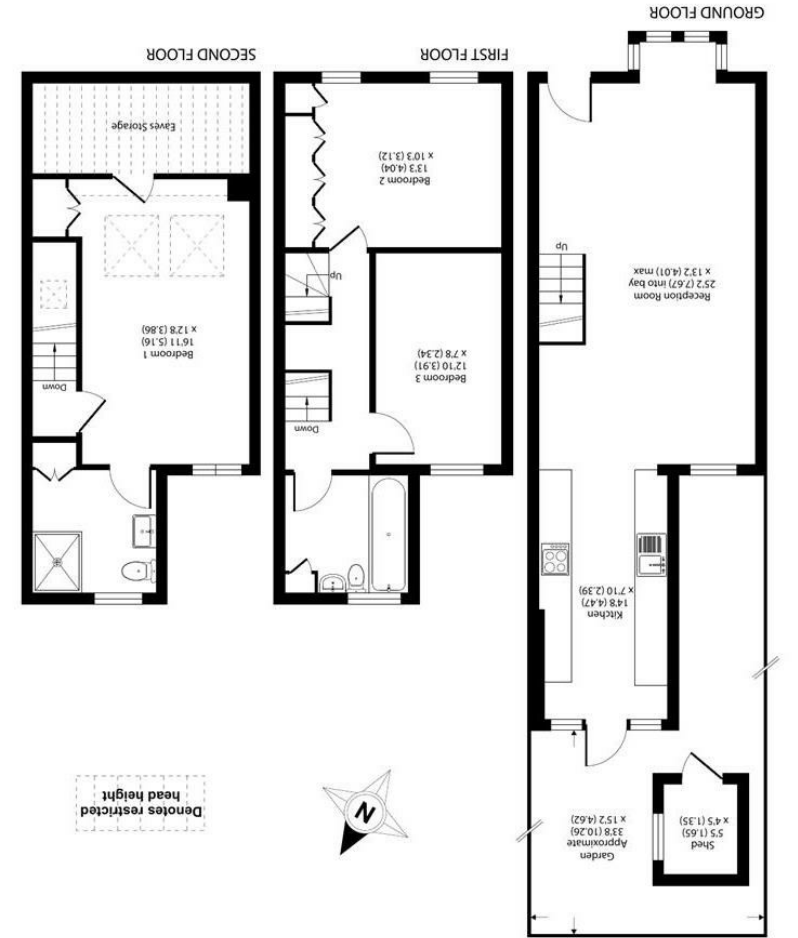 Garden
33'8 (10.26)
Approximate
x 15'2 (4.62)
Shed
5'5 (1.65)
x 4'5 (1.35)
Denotes restricted
head height
N
Kitchen
14'8 (4.47)
x 7'10 (2.39)
Down
Down
Bedroom 3
12'10 (3.91)
x 7'8 (2.34)
Bedroom 1
16'11 (5.16)
x 12'8 (3.86)
Reception Room
25'2 (7.67) into bay
x 13'2 (4.01) max
Up
Up
Bedroom 2
13'3 (4.04)
x 10'3 (3.12)
Eaves Storage
GROUND FLOOR
FIRST FLOOR
SECOND FLOOR